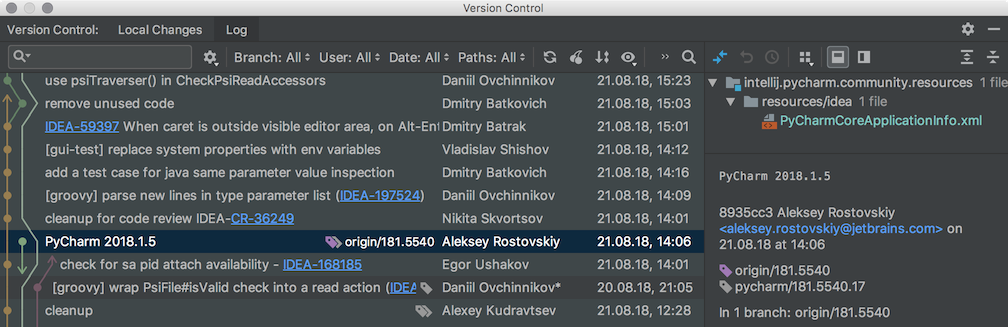 Version Control
Version Control: Local Changes Log
Branch: All User: All Date: All Paths: All »
use psiTraverser() in CheckPsiReadAccessors Daniil Ovchinnikov 21.08.18, 15:23
remove unused code Dmitry Batkovich 21.08.18, 15:03
IDEA-59397 When caret is outside visible editor area, on Alt-Ent Dmitry Batrak 21.08.18, 15:01
[gui-test] replace system properties with env variables Vladislav Shishov 21.08.18, 14:12
add a test case for java same parameter value inspection Dmitry Batkovich 21.08.18, 14:16
[groovy] parse new lines in type parameter list (IDEA-197524) Daniil Ovchinnikov 21.08.18, 14:09
cleanup for code review IDEA-CR-36249 Nikita Skvortsov 21.08.18, 14:01
PyCharm 2018.1.5 origin/181.5540 Aleksey Rostovskiy 21.08.18, 14:06
check for sa pid attach availability - IDEA-168185 Egor Ushakov 21.08.18, 14:01
[groovy] wrap PsiFile#isValid check into a read action (IDEA Daniil Ovchinnikov* 20.08.18, 21:05
cleanup Alexey Kudravtsev 21.08.18, 12:28
intellij.pycharm.community.resources 1 file
resources/idea 1 file
PyCharmCoreApplicationInfo.xml
PyCharm 2018.1.5
8935cc3 Aleksey Rostovskiy
<aleksey.rostovskiy@jetbrains.com> on
21.08.18 at 14:06
origin/181.5540
pycharm/181.5540.17
In 1 branch: origin/181.5540